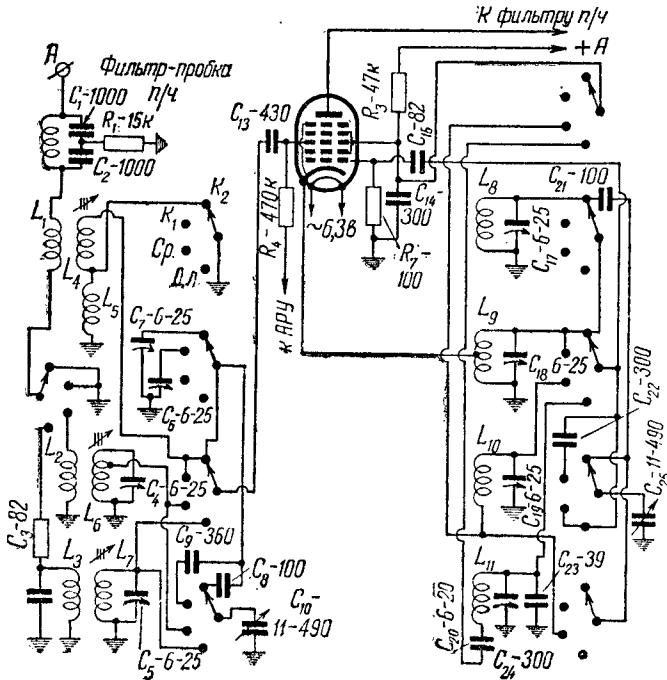 К фильтру п/ч
+ А
А
Фильтр-пробка
п/ч
C₁-1000
R₁-15к
C₂-1000
C₁₃-430
R₃-47к
C₁₆-82
C₁₄-300
~6,3в
R₄-470к
R₇-100
к АРУ
L₁
L₄
L₅
К₂
К₁
Ср.
Дл.
C₇-6-25
C₆-6-25
L₂
L₆
C₄-6-25
C₃-82
L₃
L₇
C₉-360
C₈-100
C₁₀-11-490
C₅-6-25
L₈
C₂₁-100
C₁₇-6-25
L₉
C₁₈ 6-25
C₂₂-300
L₁₀
C₁₉-6-25
C₂₅-11-490
L₁₁
C₂₃-39
C₂₀-6-20
C₂₄-300